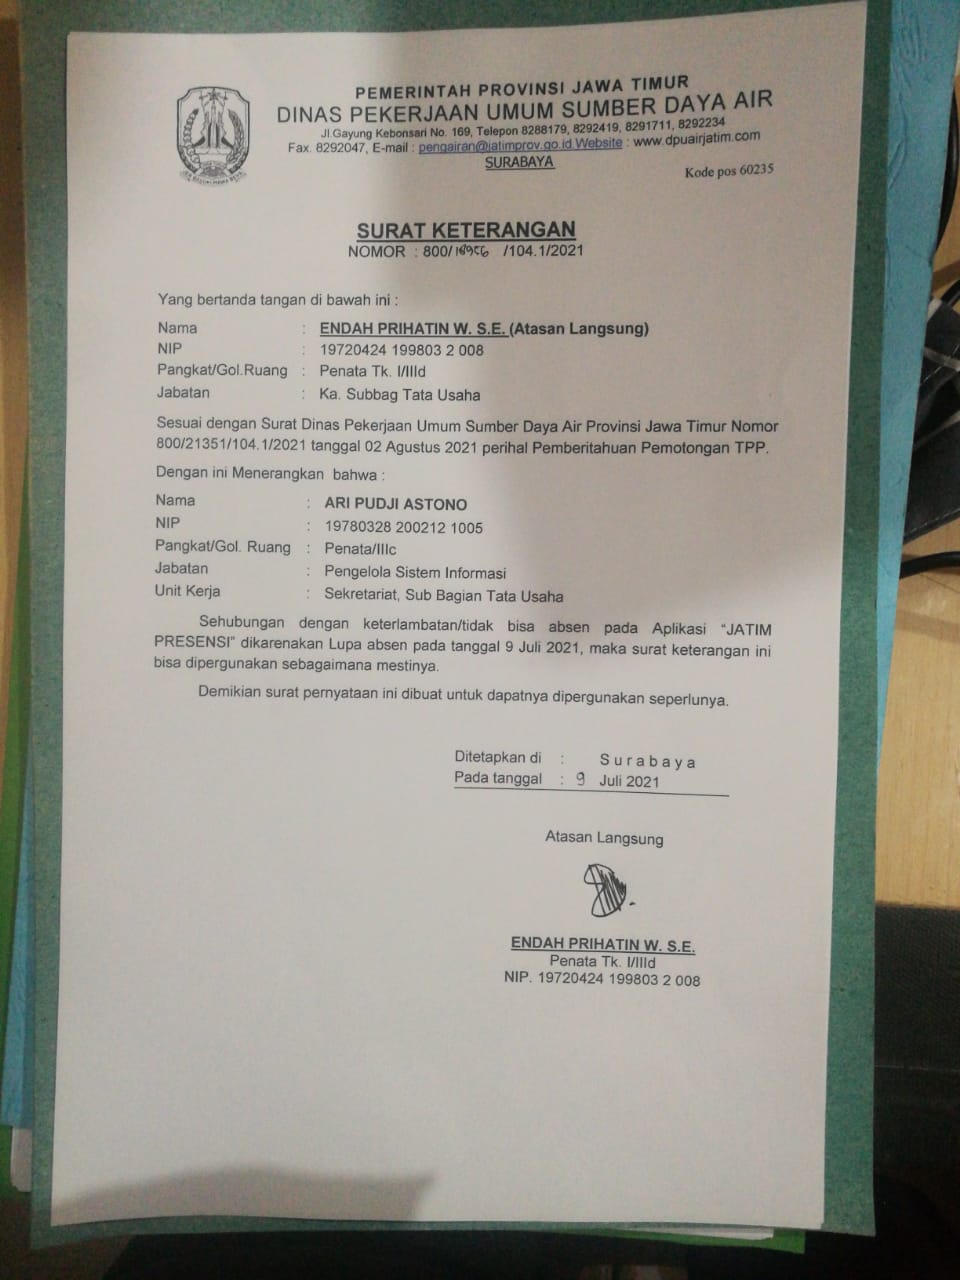 PEMERINTAH PROVINSI JAWA TIMUR
DINAS PEKERJAAN UMUM SUMBER DAYA AIR
Jl.Gayung Kebonsari No. 169, Telepon 8288179, 8292419, 8291711, 8292234
Fax. 8292047, E-mail : pengairan@jatimprov.go.id Website : www.dpuairjatim.com
SURABAYA
Kode pos 60235
SURAT KETERANGAN
NOMOR : 800/ /104.1/2021
Yang bertanda tangan di bawah ini :
Nama : ENDAH PRIHATIN W. S.E. (Atasan Langsung)
NIP : 19720424 199803 2 008
Pangkat/Gol.Ruang : Penata Tk. I/IIId
Jabatan : Ka. Subbag Tata Usaha
Sesuai dengan Surat Dinas Pekerjaan Umum Sumber Daya Air Provinsi Jawa Timur Nomor
800/21351/104.1/2021 tanggal 02 Agustus 2021 perihal Pemberitahuan Pemotongan TPP.
Dengan ini Menerangkan bahwa :
Nama : ARI PUDJI ASTONO
NIP : 19780328 200212 1005
Pangkat/Gol. Ruang : Penata/IIIc
Jabatan : Pengelola Sistem Informasi
Unit Kerja : Sekretariat, Sub Bagian Tata Usaha
Sehubungan dengan keterlambatan/tidak bisa absen pada Aplikasi "JATIM
PRESENSI" dikarenakan Lupa absen pada tanggal 9 Juli 2021, maka surat keterangan ini
bisa dipergunakan sebagaimana mestinya.
Demikian surat pernyataan ini dibuat untuk dapatnya dipergunakan seperlunya.
Ditetapkan di : Surabaya
Pada tanggal : 9 Juli 2021
Atasan Langsung
ENDAH PRIHATIN W. S.E.
Penata Tk. I/IIId
NIP. 19720424 199803 2 008